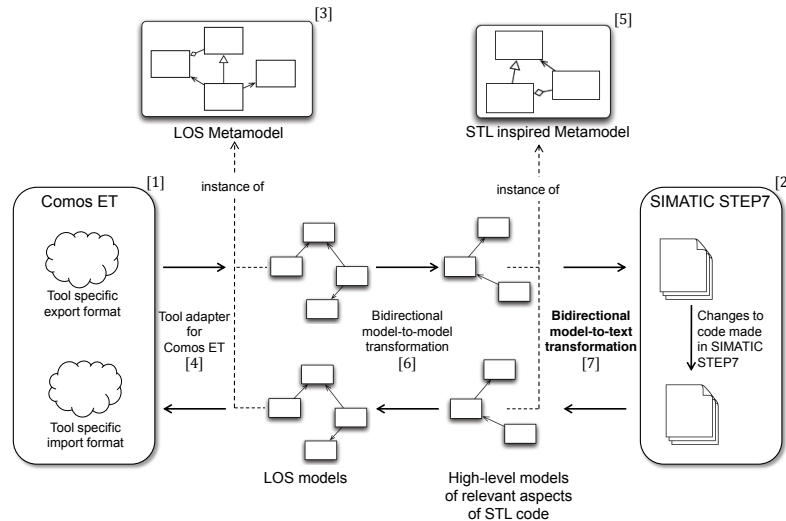 [3]
[5]
LOS Metamodel
STL inspired Metamodel
[1]
[2]
instance of
instance of
Comos ET
SIMATIC STEP7
Tool specific
export format
Tool adapter
for
Comos ET
[4]
Bidirectional
model-to-model
transformation
[6]
Bidirectional
model-to-text
transformation
[7]
Changes to
code made
in SIMATIC
STEP7
Tool specific
import format
LOS models
High-level models
of relevant aspects
of STL code